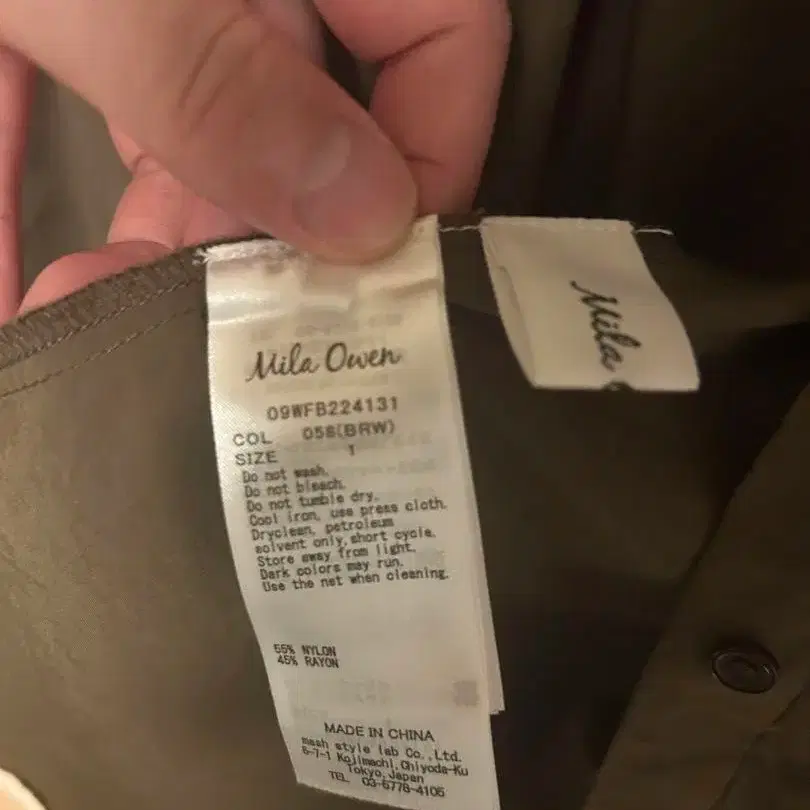 Mila Owen
09WFB224131
COL 058(BRW)
SIZE 1
Do not wash.
Do not bleach.
Do not tumble dry.
Cool iron, use press cloth.
Dryclean, petroleum
solvent only, short cycle.
Store away from light.
Dark colors may run.
Use the net when cleaning.
55% NYLON
45% RAYON
MADE IN CHINA
mash style lab Co., Ltd.
5-7-1 Kojimachi, Chiyoda-Ku
Tokyo, Japan
TEL 03-6778-4106
Mila